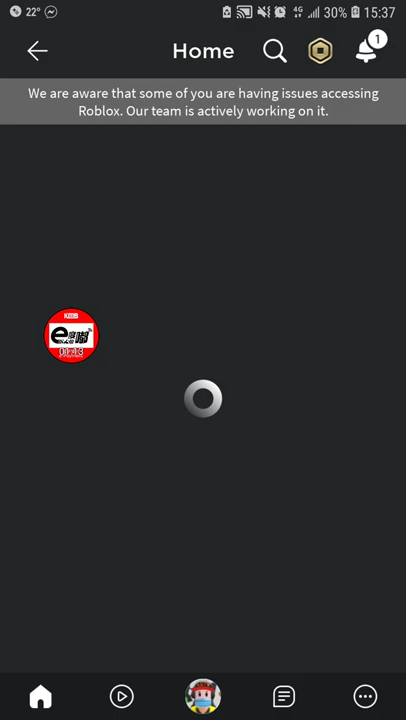 22° 4G 30% 15:37
Home
1
We are aware that some of you are having issues accessing
Roblox. Our team is actively working on it.